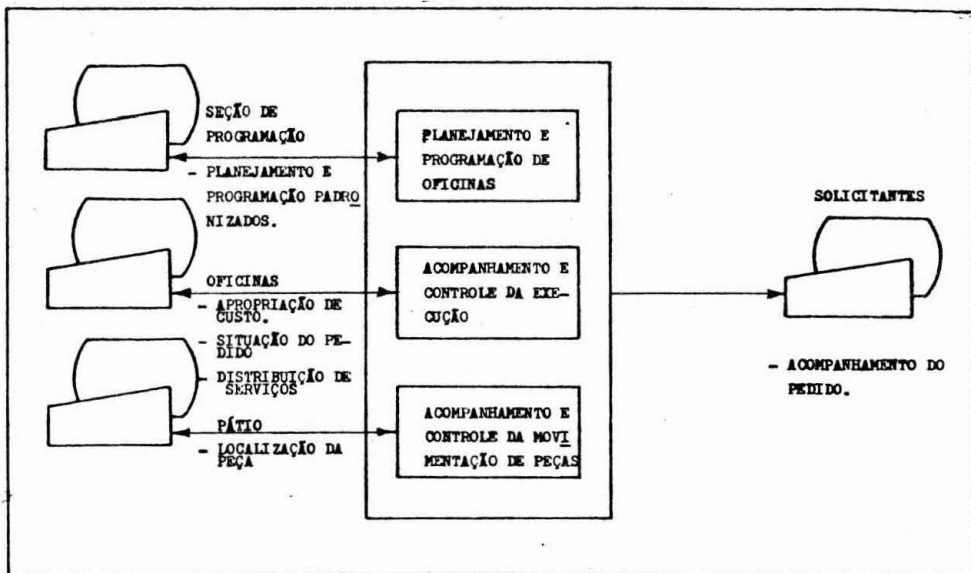 SEÇÃO DE
PROGRAMAÇÃO
- PLANEJAMENTO E
PROGRAMAÇÃO PADRO
NIZADOS.
OFICINAS
- APROPRIAÇÃO DE
CUSTO.
- SITUAÇÃO DO PE-
DIDO
- DISTRIBUIÇÃO DE
SERVIÇOS
PÁTIO
- LOCALIZAÇÃO DA
PEÇA
PLANEJAMENTO E
PROGRAMAÇÃO DE
OFICINAS
ACOMPANHAMENTO E
CONTROLE DA EXE-
CUÇÃO
ACOMPANHAMENTO E
CONTROLE DA MOVI
MENTAÇÃO DE PEÇAS
SOLICITANTES
- ACOMPANHAMENTO DO
PEDIDO.